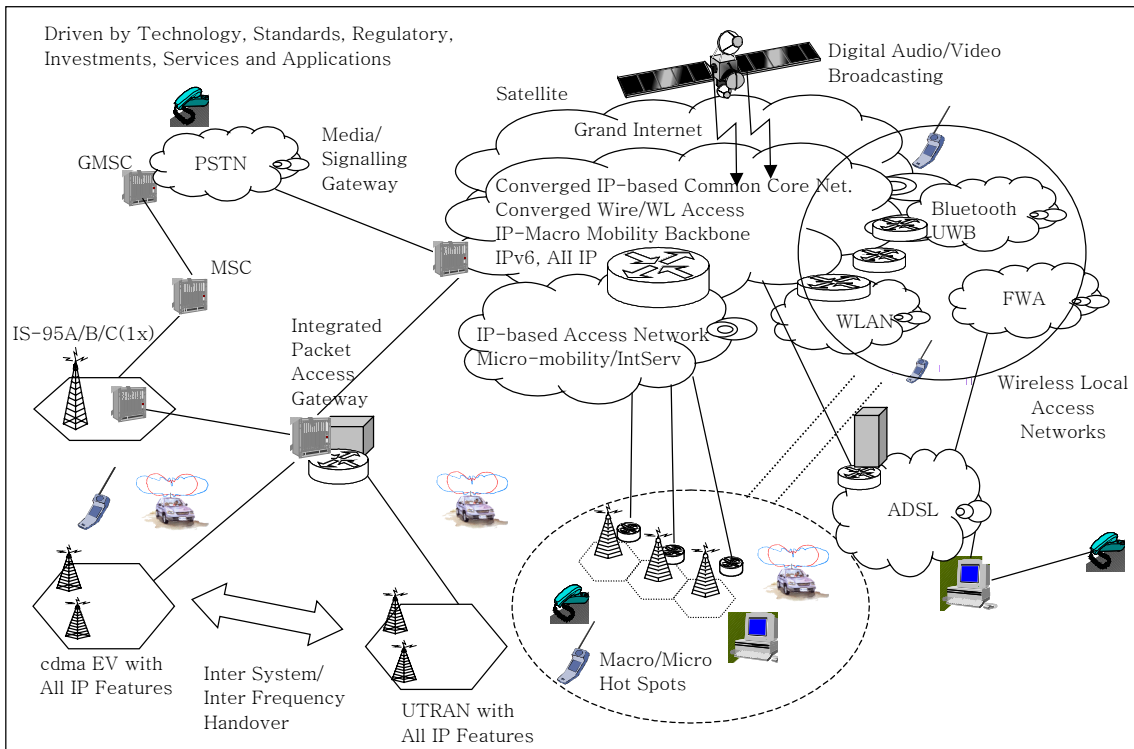 Driven by Technology, Standards, Regulatory,
Investments, Services and Applications
Digital Audio/Video
Broadcasting
Satellite
Grand Internet
Media/
Signalling
Gateway
GMSC
PSTN
Converged IP-based Common Core Net.
Converged Wire/WL Access
IP-Macro Mobility Backbone
IPv6, AII IP
Bluetooth
UWB
MSC
FWA
WLAN
IS-95A/B/C(1x)
Integrated
Packet
Access
Gateway
IP-based Access Network
Micro-mobility/IntServ
Wireless Local
Access
Networks
ADSL
cdma EV with
All IP Features
Inter System/
Inter Frequency
Handover
UTRAN with
All IP Features
Macro/Micro
Hot Spots